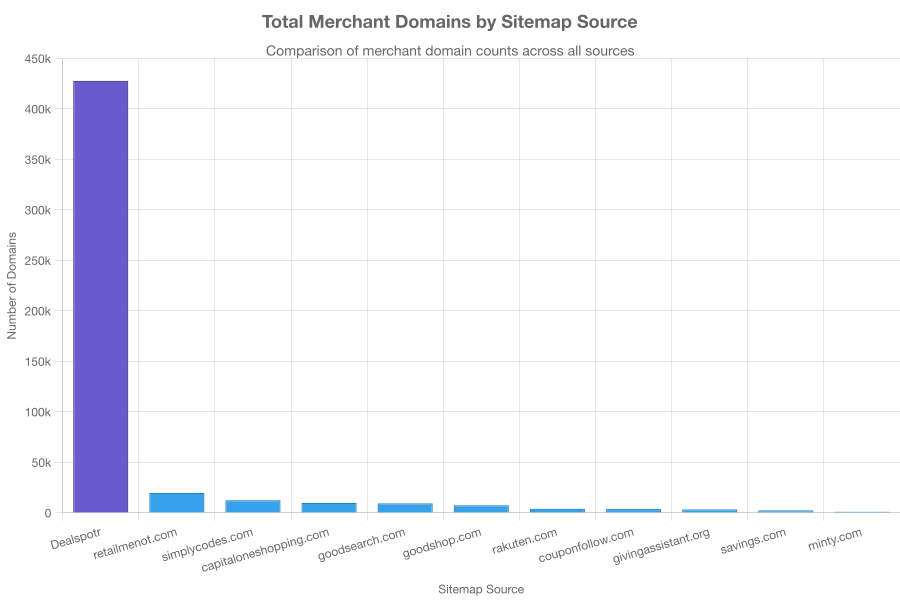 Total Merchant Domains by Sitemap Source
Comparison of merchant domain counts across all sources
450k
400k
350k
300k
250k
200k
150k
100k
50k
0
Number of Domains
Dealspotr
retailmenot.com
simplycodes.com
capitaloneshopping.com
goodsearch.com
goodshop.com
rakuten.com
couponfollow.com
givingassistant.org
savings.com
minty.com
Sitemap Source